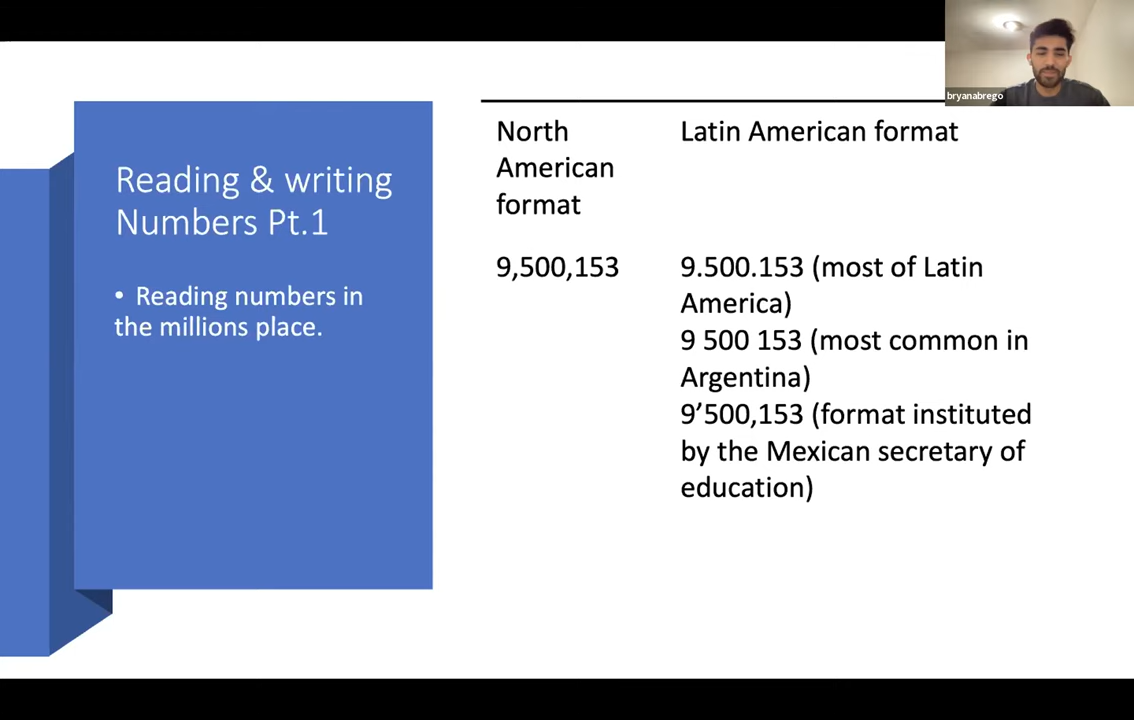 Reading & writing
Numbers Pt.1
• Reading numbers in
the millions place.
North
American
format
Latin American format
9,500,153
9.500.153 (most of Latin
America)
9 500 153 (most common in
Argentina)
9’500,153 (format instituted
by the Mexican secretary of
education)
bryanabrego